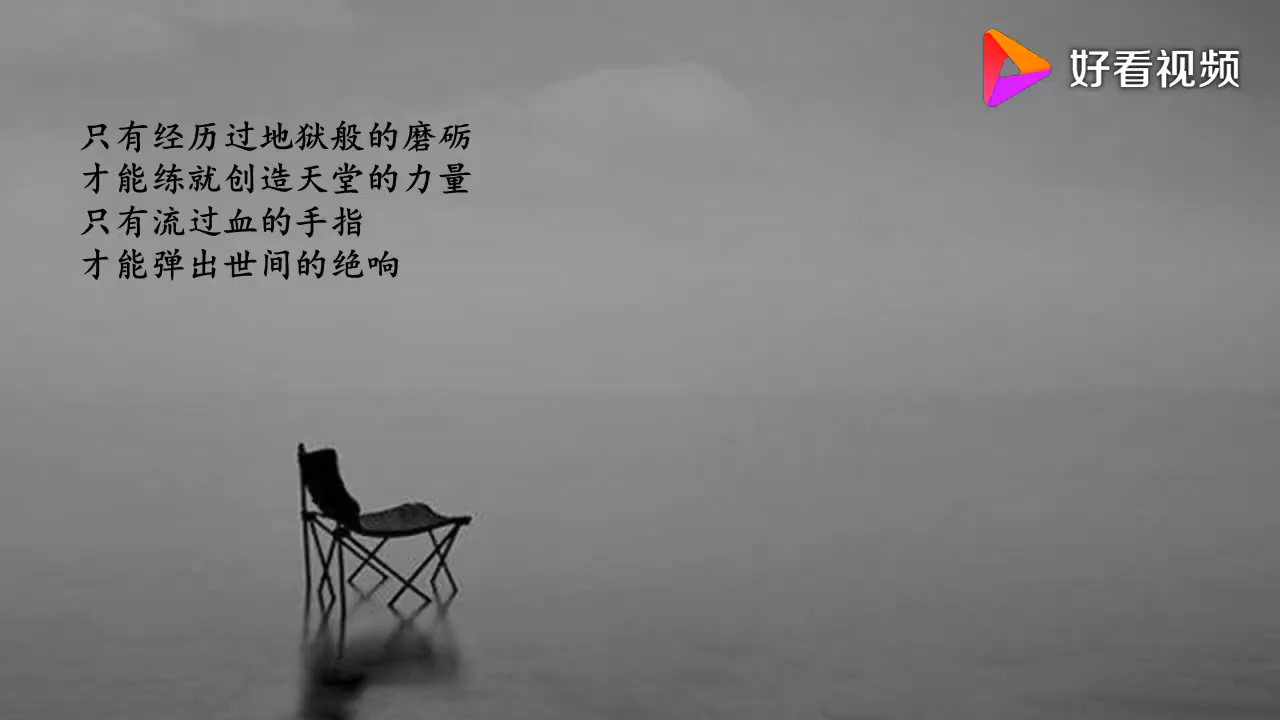 好看视频
只有经历过地狱般的磨砺
才能练就创造天堂的力量
只有流过血的手指
才能弹出世间的绝响